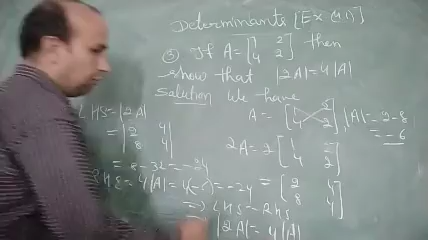 Determinants [Ex 4.1]
② If A = [1 2
4 2] then
show that |2A| = 4|A|
Solution We have
A = [1 2
4 2], |A| = 2-8
= -6
2A = 2 [1 2
4 2]
= [2 4
8 4]
LHS = |2A|
= |2 4
8 4|
= 8-32 = -24
RHS = 4|A| = 4(-6) = -24
=> LHS = RHS
|2A| = 4|A|